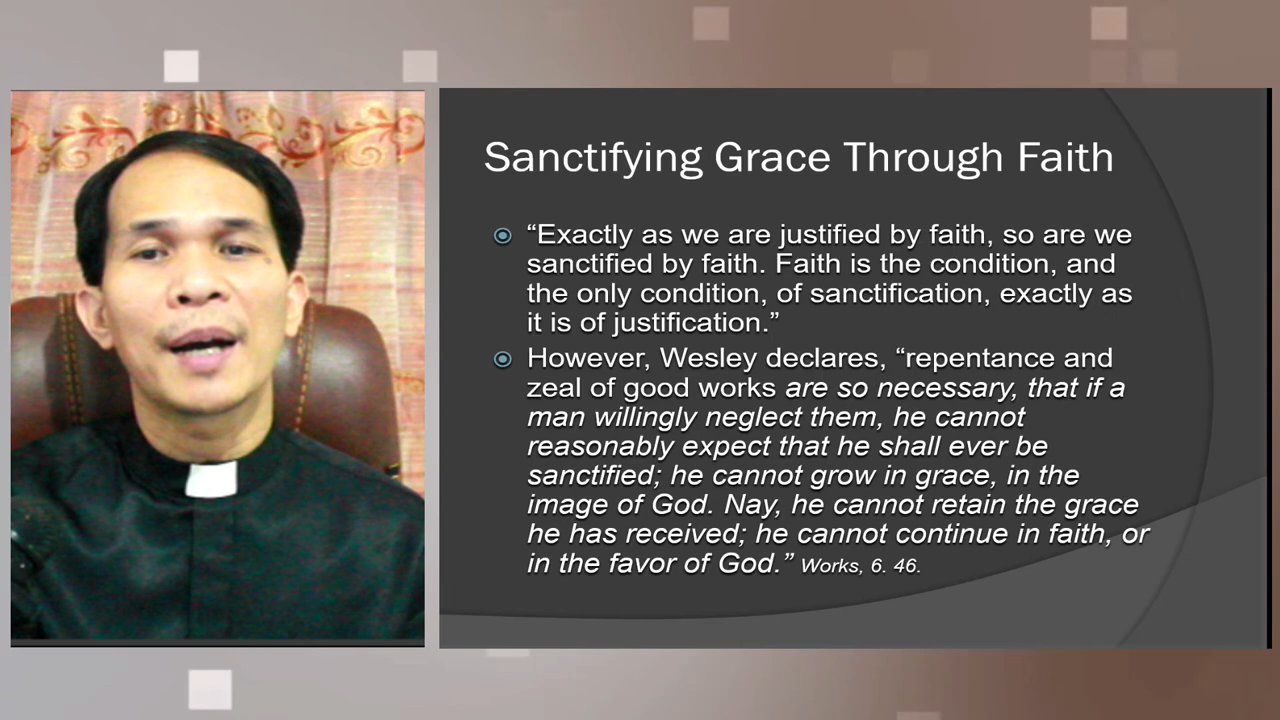 Sanctifying Grace Through Faith
“Exactly as we are justified by faith, so are we
sanctified by faith. Faith is the condition, and
the only condition, of sanctification, exactly as
it is of justification.”
However, Wesley declares, “repentance and
zeal of good works are so necessary, that if a
man willingly neglect them, he cannot
reasonably expect that he shall ever be
sanctified; he cannot grow in grace, in the
image of God. Nay, he cannot retain the grace
he has received; he cannot continue in faith, or
in the favor of God.” Works, 6. 46.